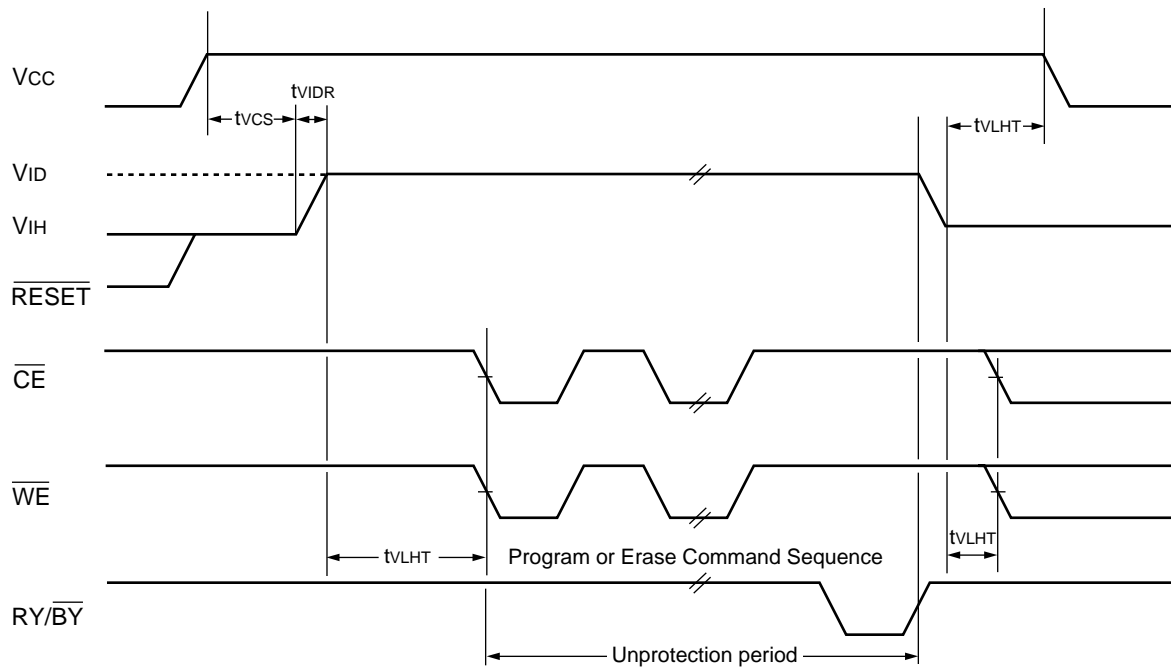 VCC
tVIDR
tVCS
tVLHT
VID
VIH
RESET
CE
WE
tVLHT
Program or Erase Command Sequence
tVLHT
RY/BY
Unprotection period